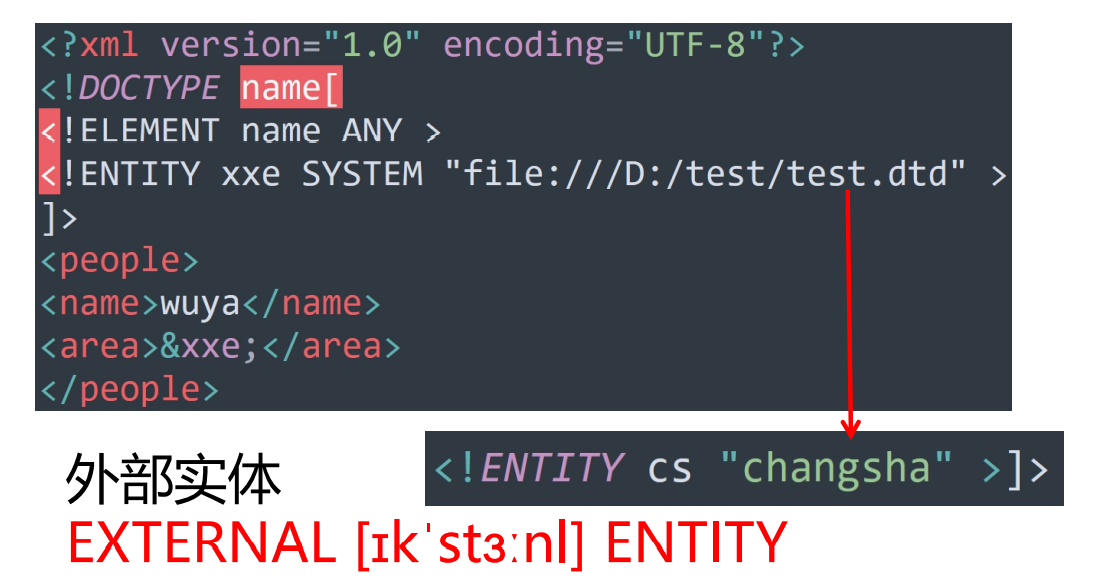 <?xml version="1.0" encoding="UTF-8"?>
<!DOCTYPE name[
<!ELEMENT name ANY >
<!ENTITY xxe SYSTEM "file:///D:/test/test.dtd" >
]>
<people>
<name>wuya</name>
<area>&xxe;</area>
</people>
外部实体
<!ENTITY cs "changsha" >]>
EXTERNAL [ɪkˈstɜːnl] ENTITY